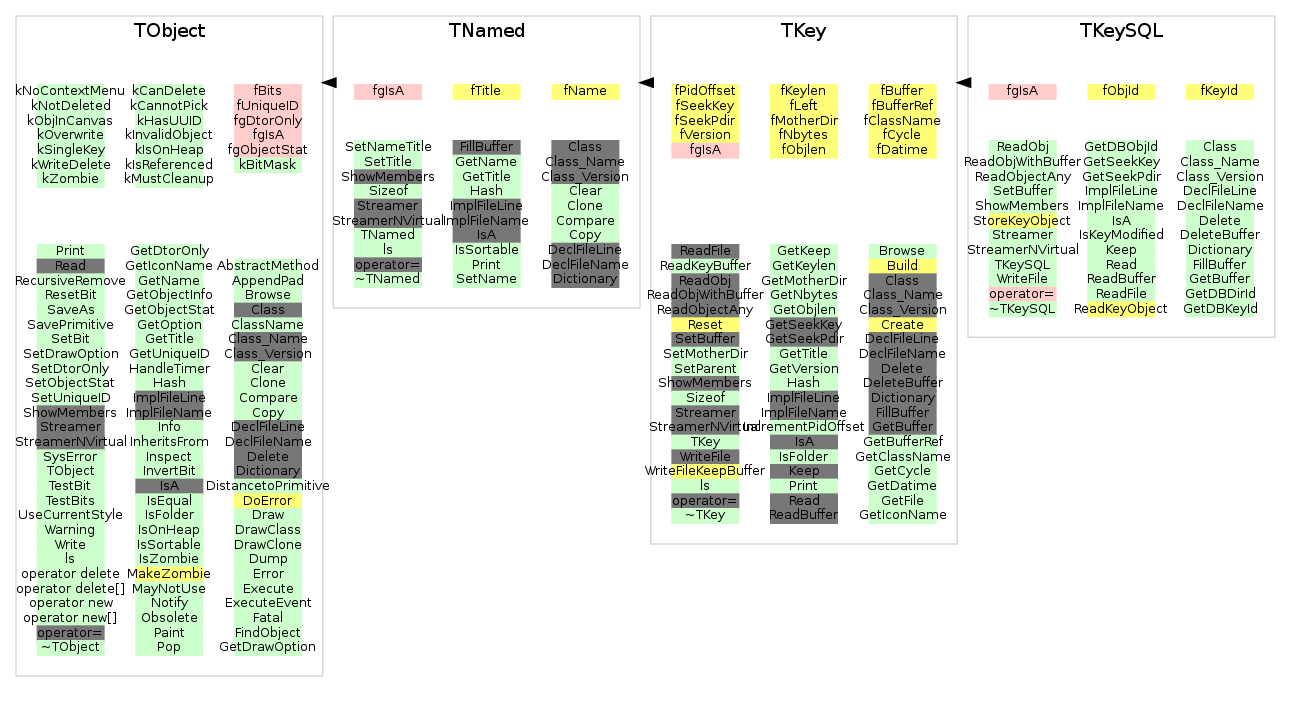 TObject
kNoContextMenu
kNotDeleted
kObjInCanvas
kOverwrite
kSingleKey
kWriteDelete
kZombie
kCanDelete
kCannotPick
kHasUUID
kInvalidObject
kIsOnHeap
kIsReferenced
kMustCleanup
fBits
fUniqueID
fgDtorOnly
fgIsA
fgObjectStat
kBitMask
Print
Read
RecursiveRemove
ResetBit
SaveAs
SavePrimitive
SetBit
SetDrawOption
SetDtorOnly
SetObjectStat
SetUniqueID
ShowMembers
Streamer
StreamerNVirtual
SysError
TObject
TestBit
TestBits
UseCurrentStyle
Warning
Write
ls
operator delete
operator delete[]
operator new
operator new[]
operator=
~TObject
GetDtorOnly
GetIconName
GetName
GetObjectInfo
GetObjectStat
GetOption
GetTitle
GetUniqueID
HandleTimer
Hash
ImplFileLine
ImplFileName
Info
InheritsFrom
Inspect
InvertBit
IsA
IsEqual
IsFolder
IsOnHeap
IsSortable
IsZombie
MakeZombie
MayNotUse
Notify
Obsolete
Paint
Pop
AbstractMethod
AppendPad
Browse
Class
ClassName
Class_Name
Class_Version
Clear
Clone
Compare
Copy
DeclFileLine
DeclFileName
Delete
Dictionary
DistancetoPrimitive
DoError
Draw
DrawClass
DrawClone
Dump
Error
Execute
ExecuteEvent
Fatal
FindObject
GetDrawOption
TNamed
fgIsA
fTitle
fName
SetNameTitle
SetTitle
ShowMembers
Sizeof
Streamer
StreamerNVirtual
TNamed
ls
operator=
~TNamed
FillBuffer
GetName
GetTitle
Hash
ImplFileLine
ImplFileName
IsA
IsSortable
Print
SetName
Class
Class_Name
Class_Version
Clear
Clone
Compare
Copy
DeclFileLine
DeclFileName
Dictionary
TKey
fPidOffset
fSeekKey
fSeekPdir
fVersion
fgIsA
fKeylen
fLeft
fMotherDir
fNbytes
fObjlen
fBuffer
fBufferRef
fClassName
fCycle
fDatime
ReadFile
ReadKeyBuffer
ReadObj
ReadObjWithBuffer
ReadObjectAny
Reset
SetBuffer
SetMotherDir
SetParent
ShowMembers
Sizeof
Streamer
StreamerNVirtual
TKey
WriteFile
WriteFileKeepBuffer
ls
operator=
~TKey
GetKeep
GetKeylen
GetMotherDir
GetNbytes
GetObjlen
GetSeekKey
GetSeekPdir
GetTitle
GetVersion
Hash
ImplFileLine
ImplFileName
IncrementPidOffset
IsA
IsFolder
Keep
Print
Read
ReadBuffer
Browse
Build
Class
Class_Name
Class_Version
Create
DeclFileLine
DeclFileName
Delete
DeleteBuffer
Dictionary
FillBuffer
GetBuffer
GetBufferRef
GetClassName
GetCycle
GetDatime
GetFile
GetIconName
TKeySQL
fgIsA
fObjId
fKeyId
ReadObj
ReadObjWithBuffer
ReadObjectAny
SetBuffer
ShowMembers
StoreKeyObject
Streamer
StreamerNVirtual
TKeySQL
WriteFile
operator=
~TKeySQL
GetDBObjId
GetSeekKey
GetSeekPdir
ImplFileLine
ImplFileName
IsA
IsKeyModified
Keep
Read
ReadBuffer
ReadFile
ReadKeyObject
Class
Class_Name
Class_Version
DeclFileLine
DeclFileName
Delete
DeleteBuffer
Dictionary
FillBuffer
GetBuffer
GetDBDirId
GetDBKeyId